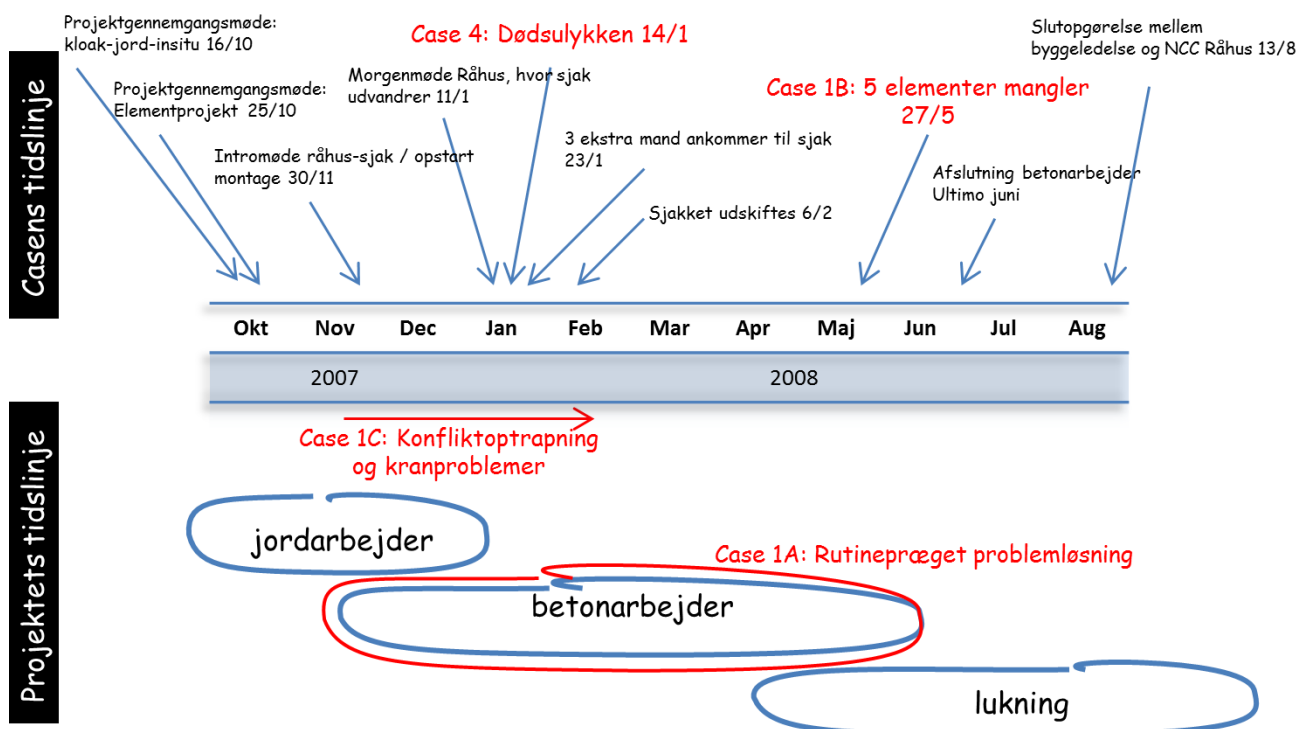 Casens tidslinje
Projektgennemgangsmøde:
kloak-jord-insitu 16/10
Projektgennemgangsmøde:
Elementprojekt 25/10
Intromøde råhus-sjak / opstart
montage 30/11
Case 4: Dødsulykken 14/1
Morgenmøde Råhus, hvor sjak
udvandrer 11/1
3 ekstra mand ankommer til sjak
23/1
Sjakket udskiftes 6/2
Case 1B: 5 elementer mangler
27/5
Afslutning betonarbejder
Ultimo juni
Slutopgørelse mellem
byggeledelse og NCC Råhus 13/8
Okt Nov Dec Jan Feb Mar Apr Maj Jun Jul Aug
2007 2008
Projektets tidslinje
Case 1C: Konfliktoptrapning
og kranproblemer
jordarbejder
Case 1A: Rutinepræget problemløsning
betonarbejder
lukning